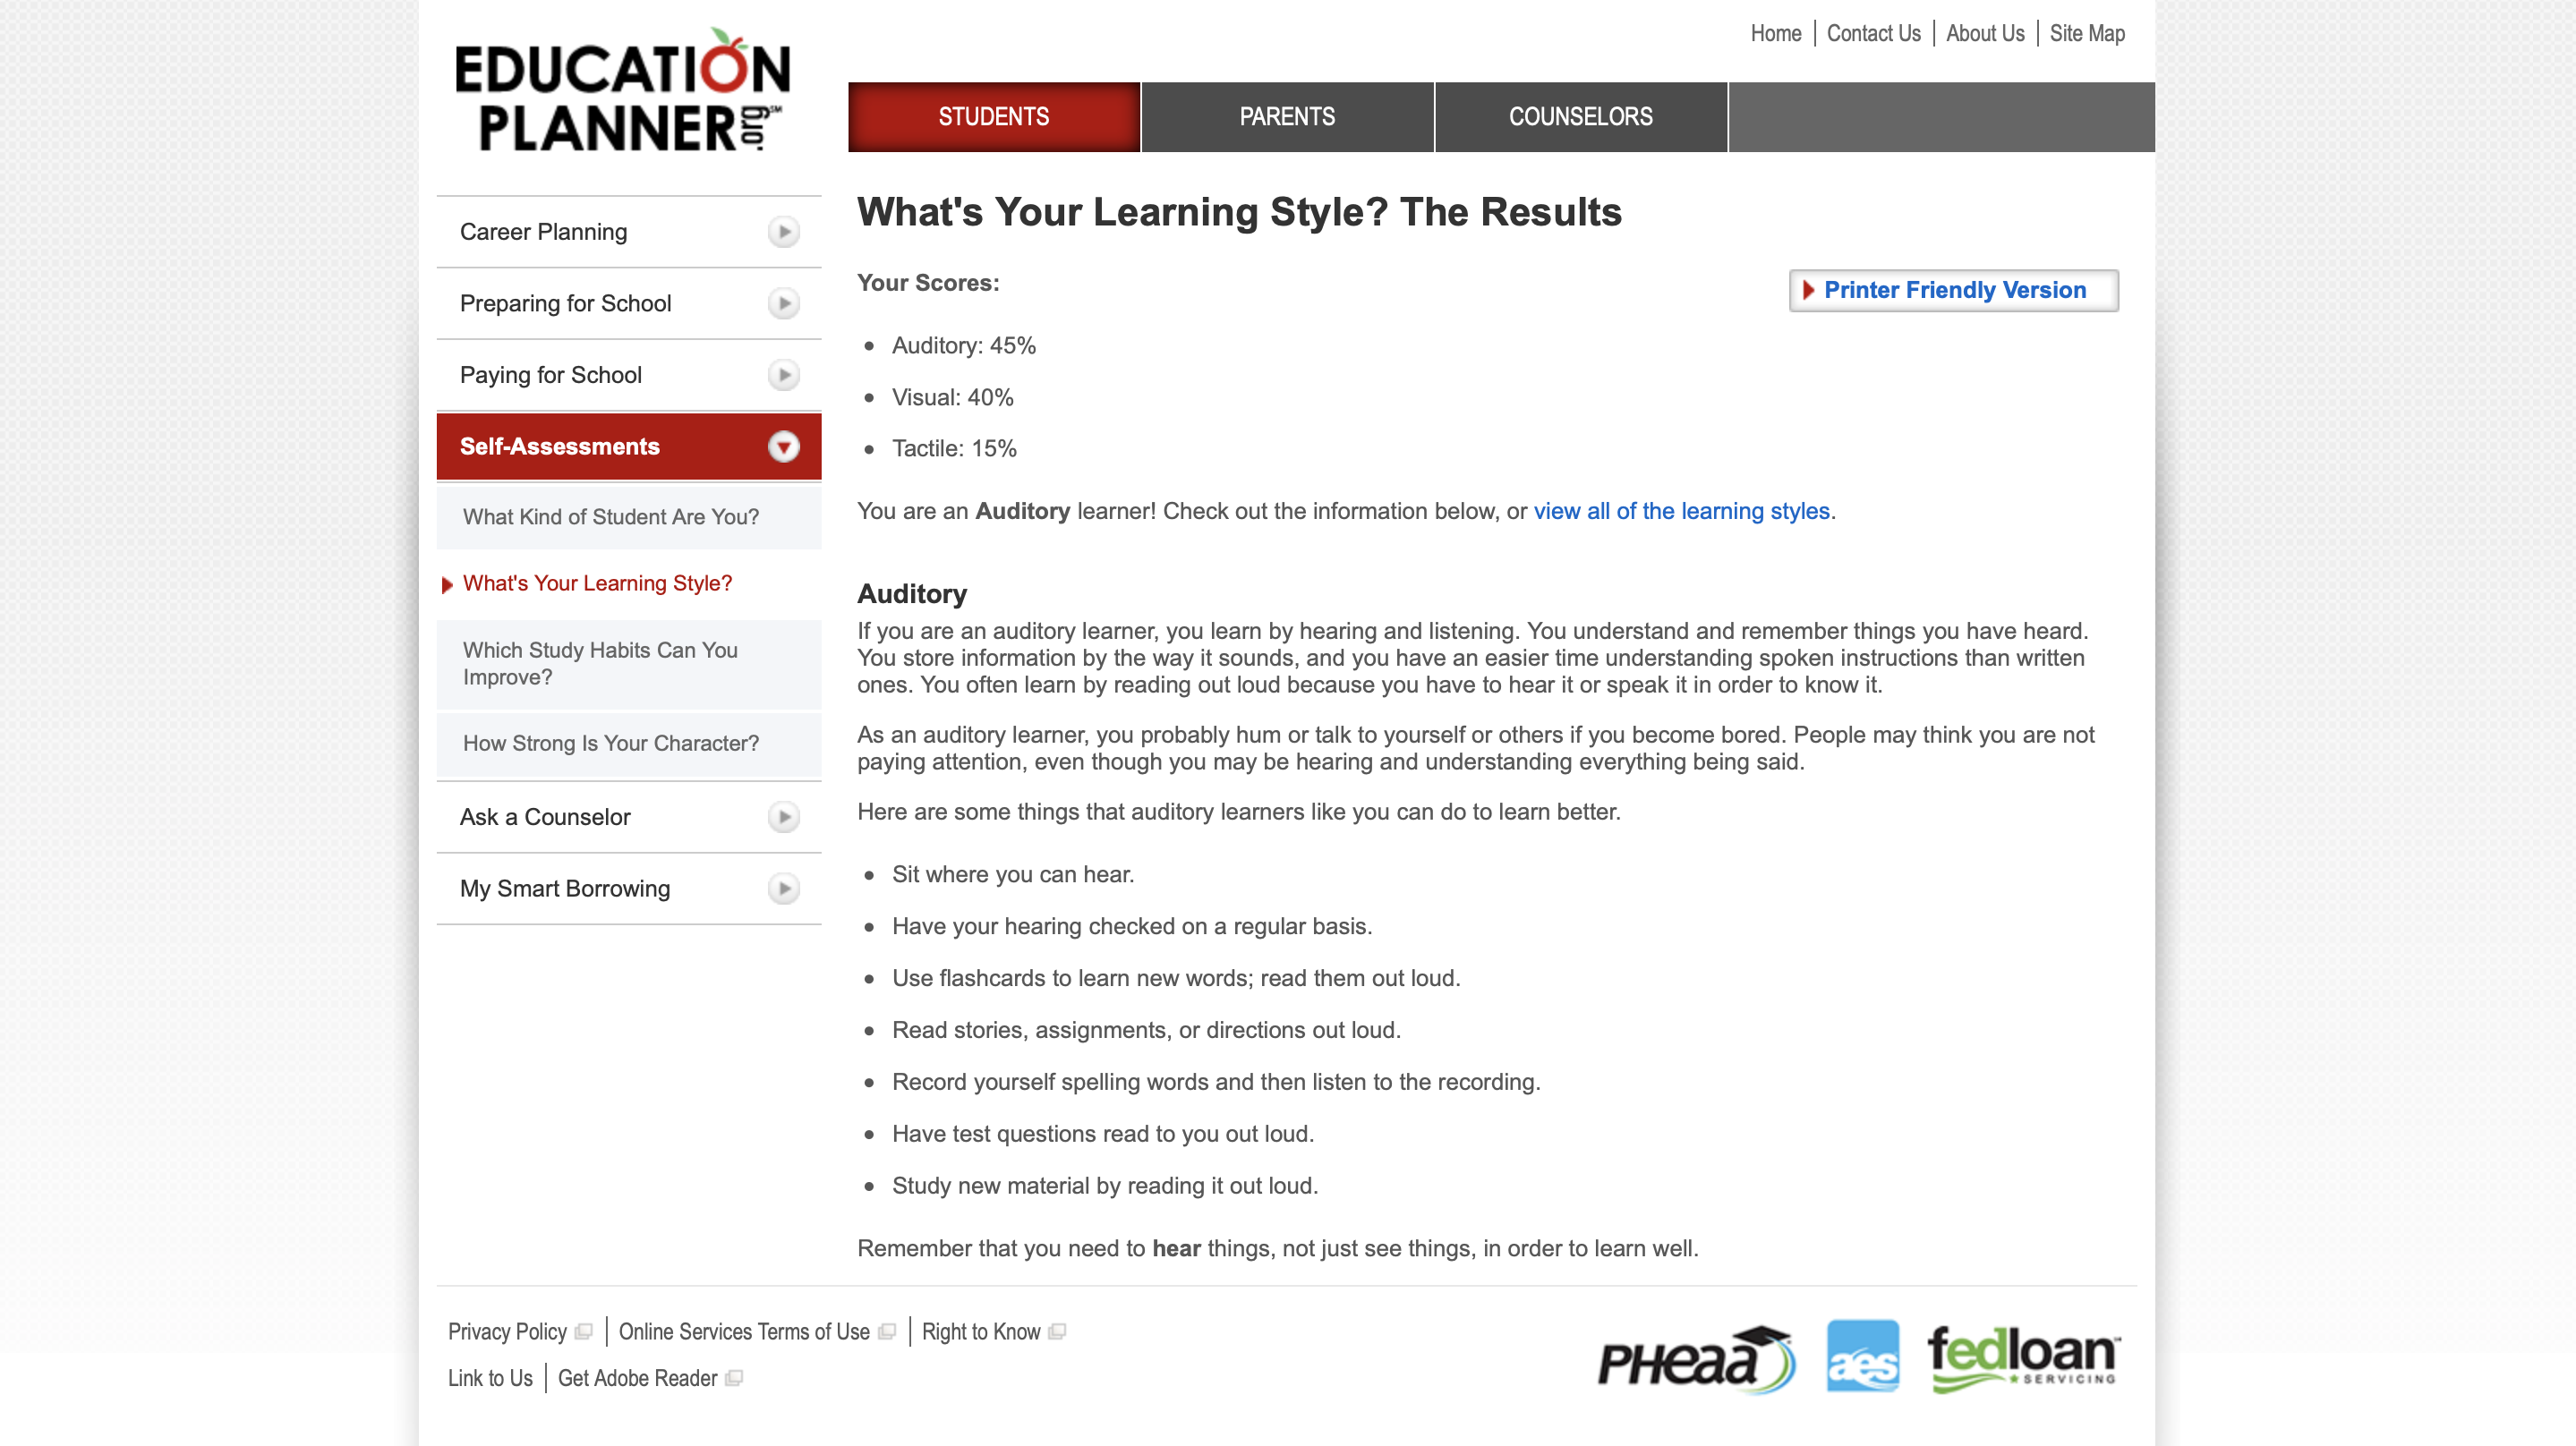 EDUCATION
PLANNER.org℠
Home | Contact Us | About Us | Site Map
STUDENTS
PARENTS
COUNSELORS
Career Planning
Preparing for School
Paying for School
Self-Assessments
What Kind of Student Are You?
What's Your Learning Style?
Which Study Habits Can You
Improve?
How Strong Is Your Character?
Ask a Counselor
My Smart Borrowing
What's Your Learning Style? The Results
Your Scores:
Printer Friendly Version
• Auditory: 45%
• Visual: 40%
• Tactile: 15%
You are an Auditory learner! Check out the information below, or view all of the learning styles.
Auditory
If you are an auditory learner, you learn by hearing and listening. You understand and remember things you have heard.
You store information by the way it sounds, and you have an easier time understanding spoken instructions than written
ones. You often learn by reading out loud because you have to hear it or speak it in order to know it.
As an auditory learner, you probably hum or talk to yourself or others if you become bored. People may think you are not
paying attention, even though you may be hearing and understanding everything being said.
Here are some things that auditory learners like you can do to learn better.
• Sit where you can hear.
• Have your hearing checked on a regular basis.
• Use flashcards to learn new words; read them out loud.
• Read stories, assignments, or directions out loud.
• Record yourself spelling words and then listen to the recording.
• Have test questions read to you out loud.
• Study new material by reading it out loud.
Remember that you need to hear things, not just see things, in order to learn well.
Privacy Policy | Online Services Terms of Use | Right to Know
Link to Us | Get Adobe Reader
PHEAA
aes
fedloan
SERVICING